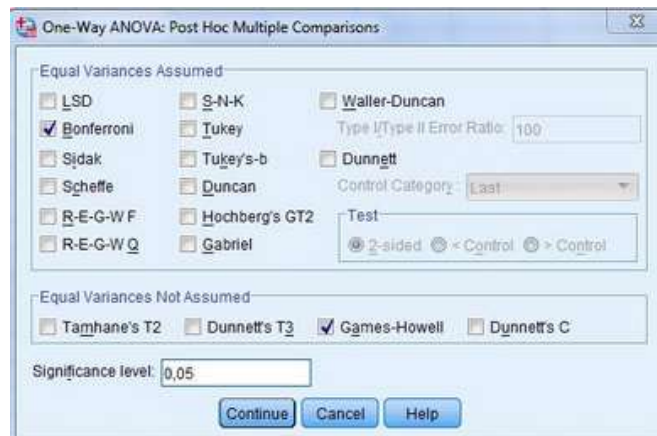 One-Way ANOVA: Post Hoc Multiple Comparisons
Equal Variances Assumed
LSD S-N-K Waller-Duncan
Bonferroni Tukey Type I/Type II Error Ratio: 100
Sidak Tukey's-b Dunnett
Scheffe Duncan Control Category: Last
R-E-G-W F Hochberg's GT2 Test
R-E-G-W Q Gabriel 2-sided < Control > Control
Equal Variances Not Assumed
Tamhane's T2 Dunnett's T3 Games-Howell Dunnett's C
Significance level: 0,05
Continue Cancel Help